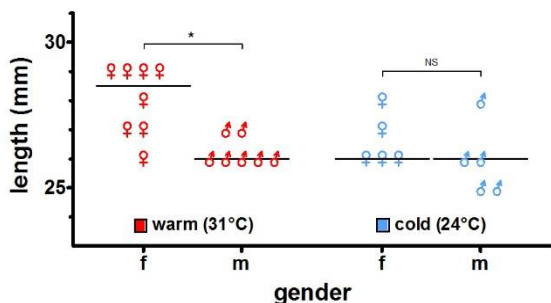 *
NS
30
25
length (mm)
warm (31°C)
cold (24°C)
f
m
f
m
gender